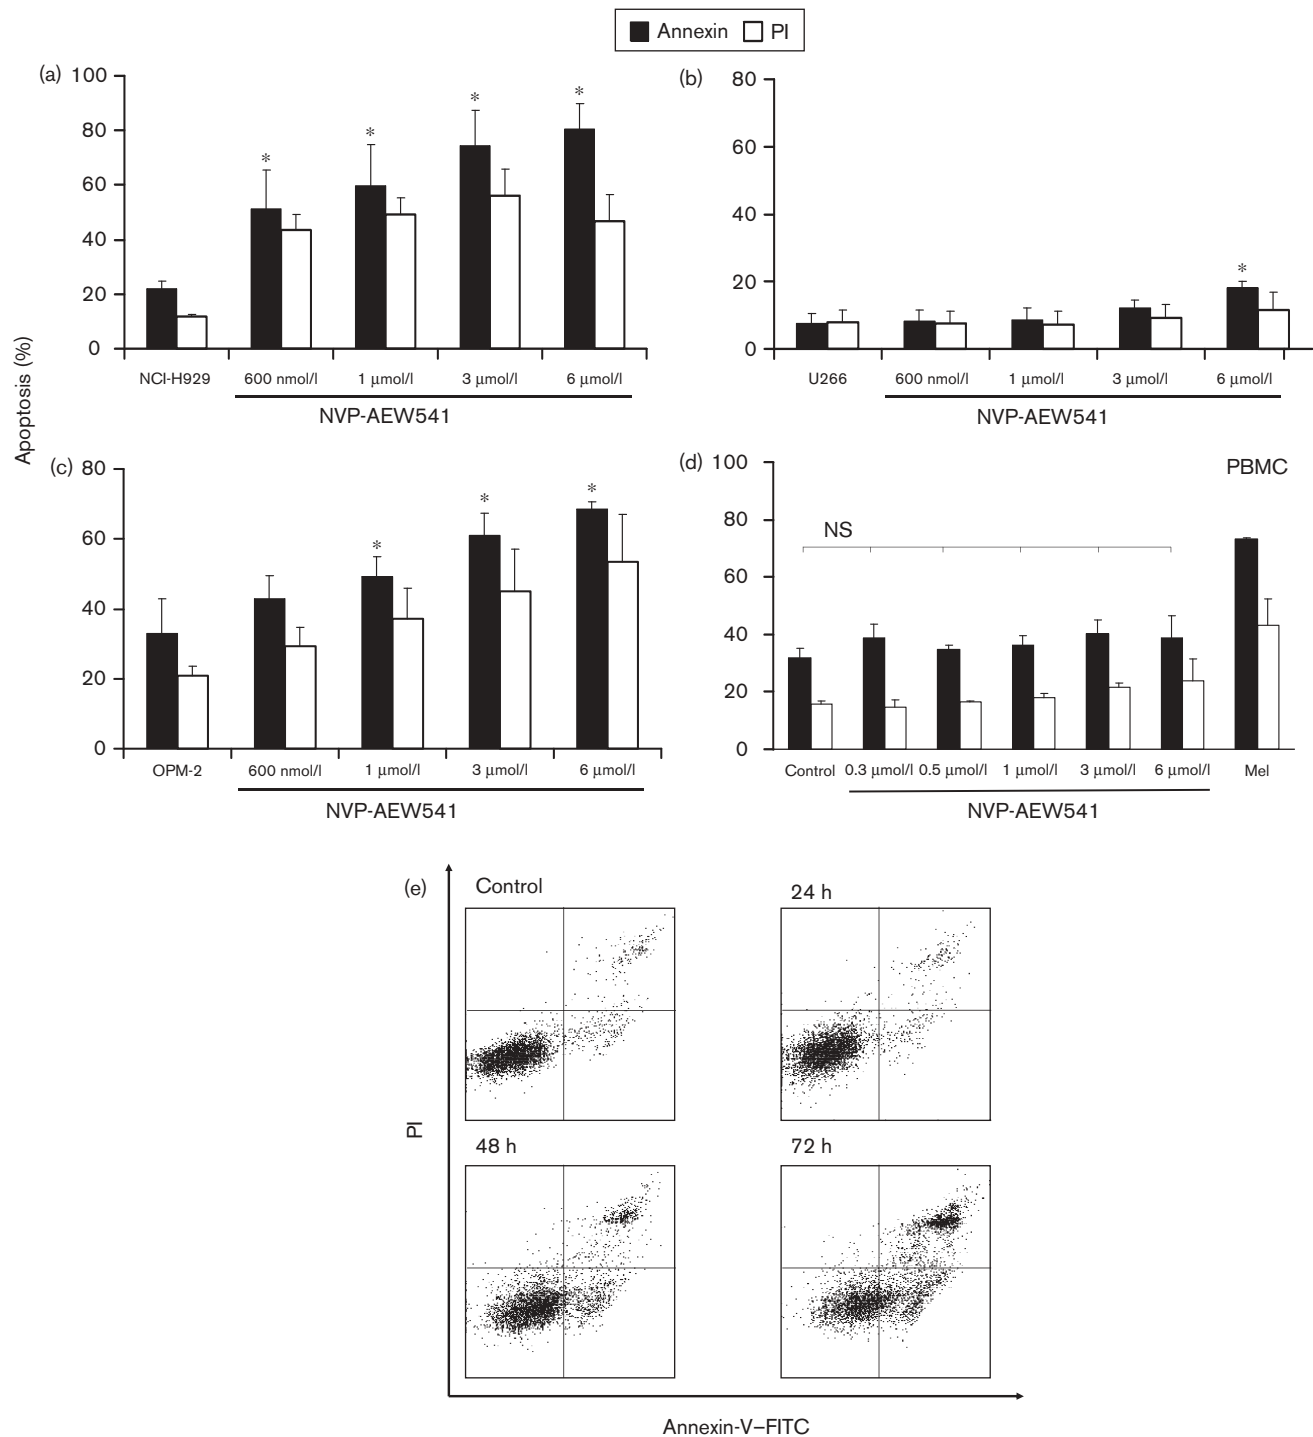 Annexin PI
(a) 100
80
60
40
20
0
NCI-H929 600 nmol/l 1 μmol/l 3 μmol/l 6 μmol/l
NVP-AEW541
* * * *
(b) 80
60
40
20
0
U266 600 nmol/l 1 μmol/l 3 μmol/l 6 μmol/l
NVP-AEW541
*
Apoptosis (%)
(c) 80
60
40
20
0
OPM-2 600 nmol/l 1 μmol/l 3 μmol/l 6 μmol/l
NVP-AEW541
* * *
(d) 100
PBMC
80
NS
60
40
20
0
Control 0.3 μmol/l 0.5 μmol/l 1 μmol/l 3 μmol/l 6 μmol/l Mel
NVP-AEW541
(e) Control 24 h
48 h 72 h
PI
Annexin-V–FITC